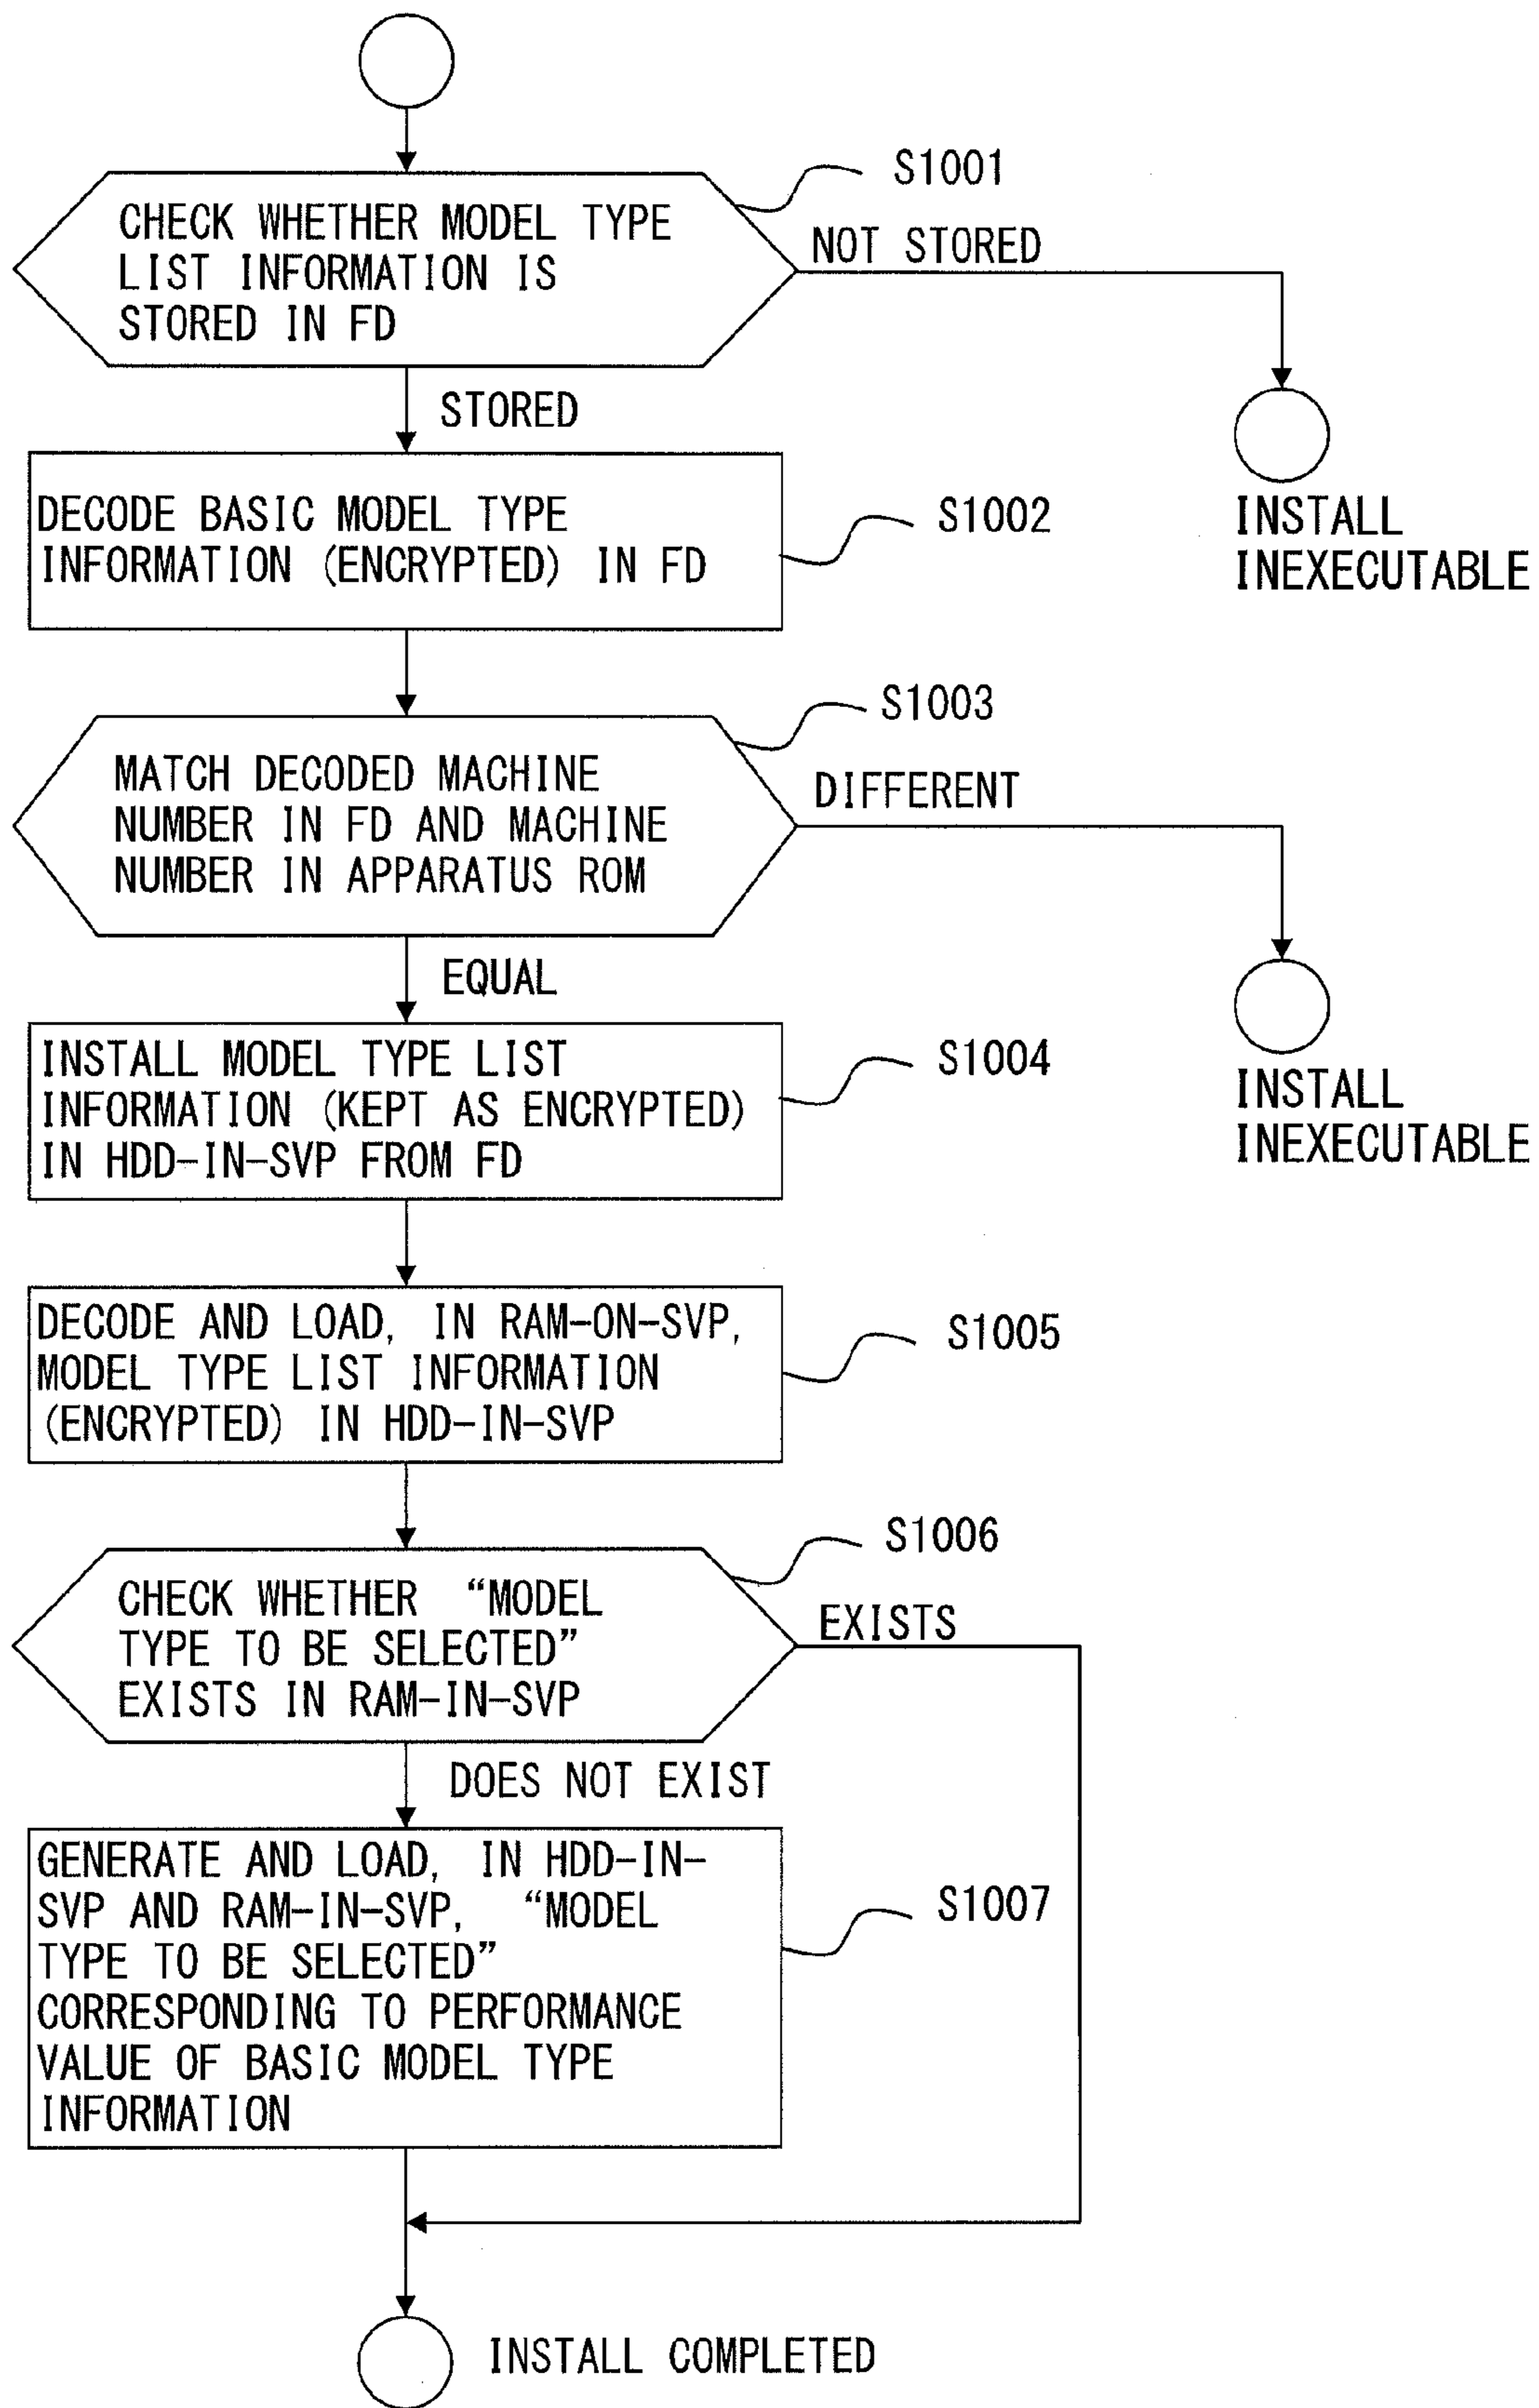 S1001
CHECK WHETHER MODEL TYPE
LIST INFORMATION IS
STORED IN FD
NOT STORED
STORED
INSTALL
INEXECUTABLE
DECODE BASIC MODEL TYPE
INFORMATION (ENCRYPTED) IN FD
S1002
S1003
MATCH DECODED MACHINE
NUMBER IN FD AND MACHINE
NUMBER IN APPARATUS ROM
DIFFERENT
EQUAL
INSTALL
INEXECUTABLE
INSTALL MODEL TYPE LIST
INFORMATION (KEPT AS ENCRYPTED)
IN HDD-IN-SVP FROM FD
S1004
DECODE AND LOAD, IN RAM-ON-SVP,
MODEL TYPE LIST INFORMATION
(ENCRYPTED) IN HDD-IN-SVP
S1005
S1006
CHECK WHETHER “MODEL
TYPE TO BE SELECTED”
EXISTS IN RAM-IN-SVP
EXISTS
DOES NOT EXIST
GENERATE AND LOAD, IN HDD-IN-
SVP AND RAM-IN-SVP, “MODEL
TYPE TO BE SELECTED”
CORRESPONDING TO PERFORMANCE
VALUE OF BASIC MODEL TYPE
INFORMATION
S1007
INSTALL COMPLETED